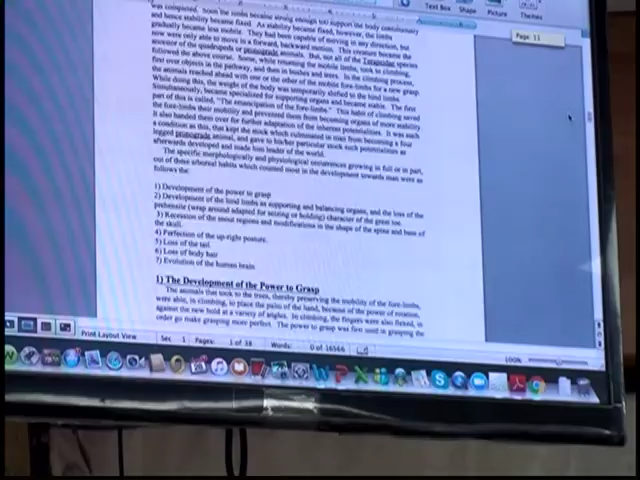 Text Box Shape Picture Themes
Page: 11
was completed. Soon the limbs became strong enough to support the body continuously
and hence stability became fixed. As stability became fixed, however, the limbs
gradually became less mobile. They had been capable of moving in any direction, but
now were only able to move in a forward, backward motion. This creature became the
ancestor of the quadrupeds or pronograde animals. But, not all of the Terapsidae species
followed the above course. Some, while retaining the mobile limbs, took to climbing,
first over objects in the pathway, and then in bushes and trees. In the climbing process,
the animals reached ahead with one or the other of the mobile fore-limbs for a new grasp.
While doing this, the weight of the body was temporarily shifted to the hind limbs.
Simultaneously, became specialized for supporting organs and became stable. The first
part of this is called, "The emancipation of the fore-limbs." This habit of climbing saved
the fore-limbs their mobility and prevented them from becoming organs of mere stability
It also handed them over for further adaptation of the inherent potentialities. It was such
a condition as this, that kept the stock which culminated in man from becoming a four
legged pronograde animal, and gave to his/her particular stock such potentialities as
afterwards developed and made him leader of the world.
The specific morphologically and physiological occurrences growing in full or in part,
out of these arboreal habits which counted most in the development towards man were as
follows the
1) Development of the power to grasp
2) Development of the hind limbs as supporting and balancing organs, and the loss of the
prehensile (wrap around adapted for seizing or holding) character of the great toe.
3) Recession of the snout regions and modifications in the shape of the spine and base of
the skull.
4) Perfection of the up-right posture.
5) Loss of the tail
6) Loss of body hair
7) Evolution of the human brain
1) The Development of the Power to Grasp
The animals that took to the trees, thereby preserving the mobility of the fore-limbs,
were able, in climbing, to place the palm of the hand, because of the power of rotation,
against the new hold at a variety of angles. In climbing, the fingers were also flexed, in
order go make grasping more perfect. The power to grasp was first used in grasping the
Print Layout View Sec 1 Pages: 1 of 38 Words: 0 of 16566 100%